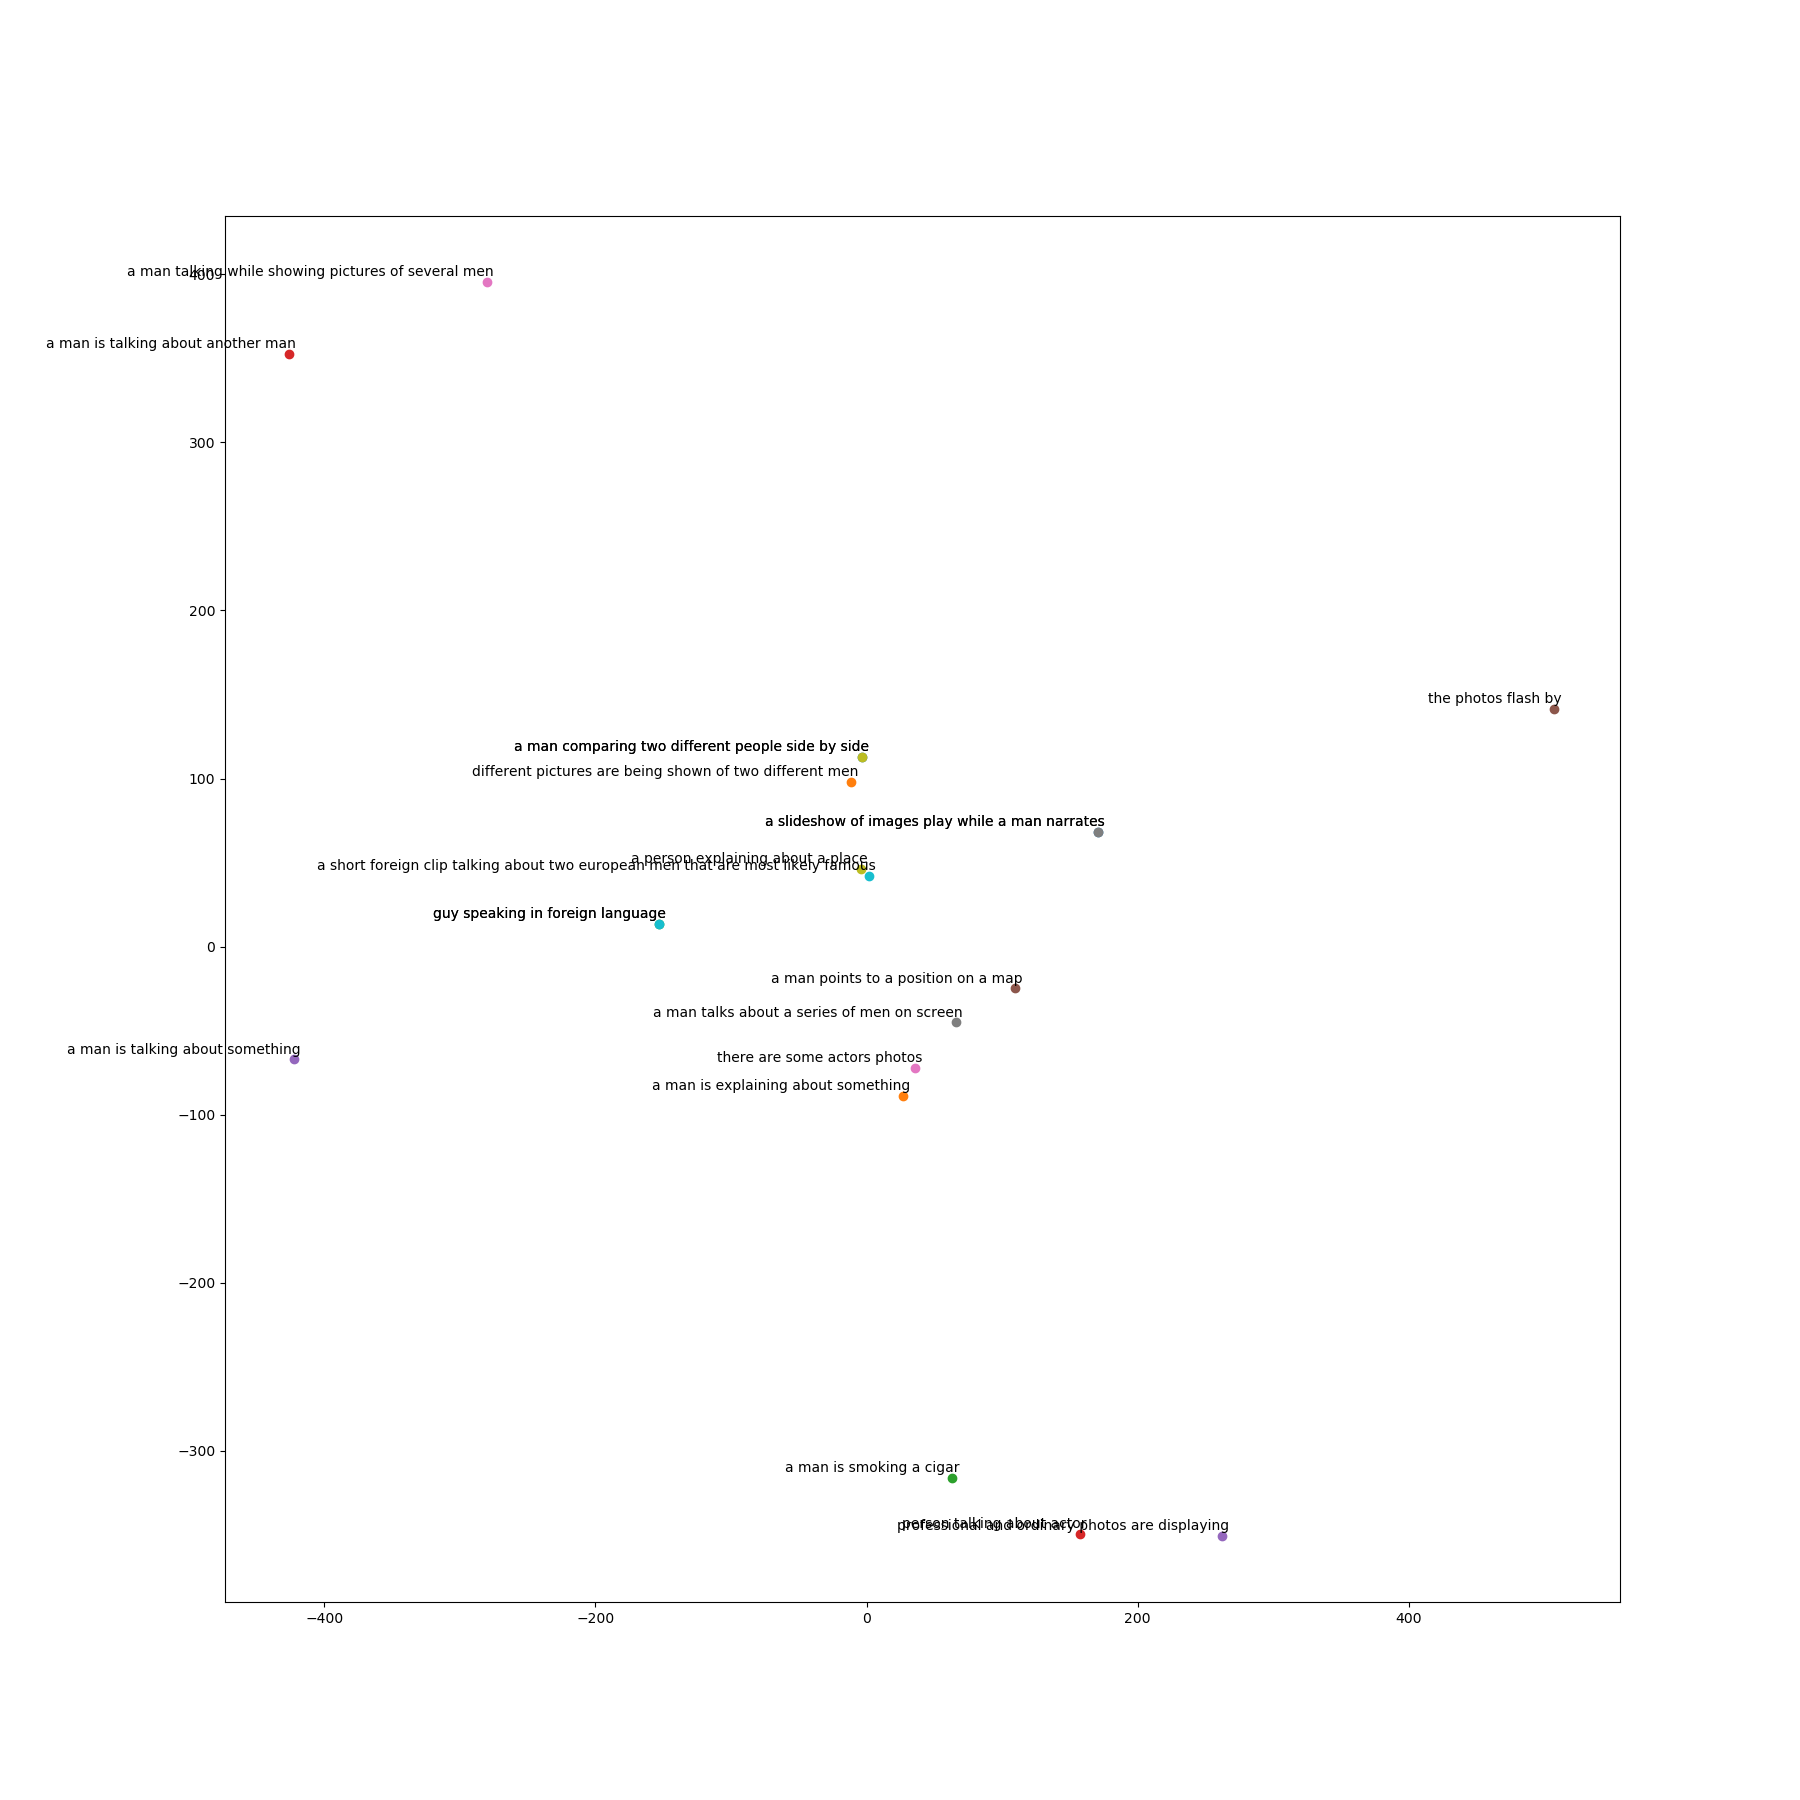 a man talking while showing pictures of several men
400
a man is talking about another man
300
200
the photos flash by
a man comparing two different people side by side
different pictures are being shown of two different men
100
a slideshow of images play while a man narrates
a person explaining about a place
a short foreign clip talking about two european men that are most likely famous
guy speaking in foreign language
0
a man points to a position on a map
a man talks about a series of men on screen
a man is talking about something
there are some actors photos
a man is explaining about something
−100
−200
−300
a man is smoking a cigar
person talking about actor
professional and ordinary photos are displaying
−400
−200
0
200
400